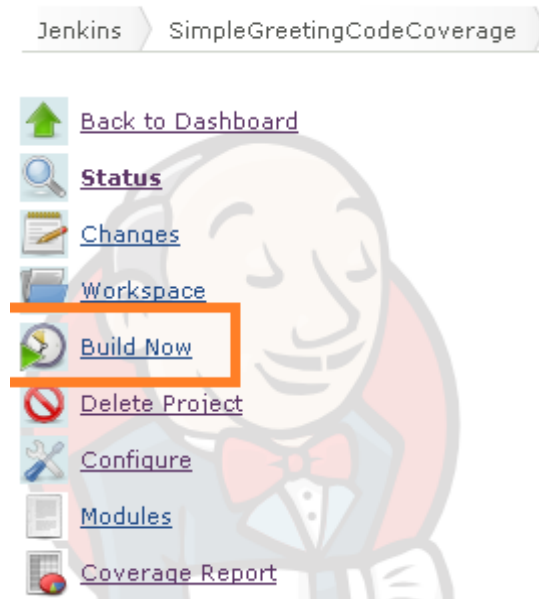 Jenkins SimpleGreetingCodeCoverage
Back to Dashboard
Status
Changes
Workspace
Build Now
Delete Project
Configure
Modules
Coverage Report